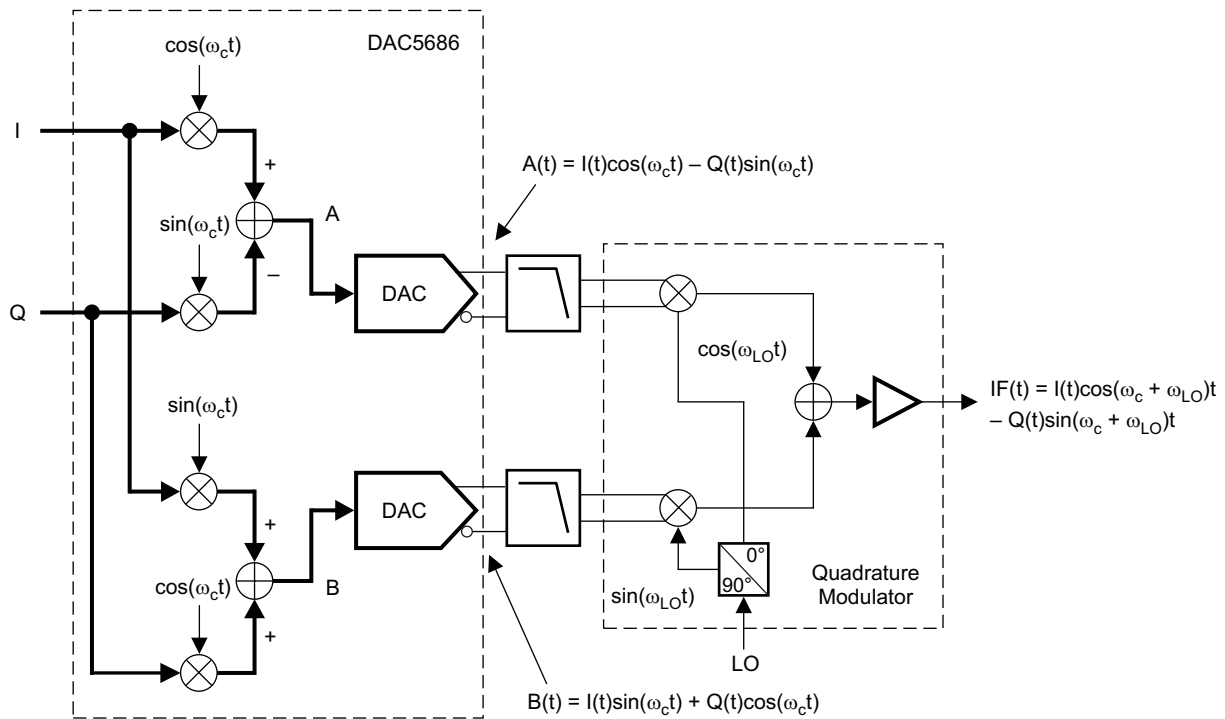 DAC5686
cos(ω_c t)
I
+
A(t) = I(t)cos(ω_c t) – Q(t)sin(ω_c t)
sin(ω_c t)
A
–
DAC
Q
cos(ω_LO t)
sin(ω_c t)
IF(t) = I(t)cos(ω_c + ω_LO)t
– Q(t)sin(ω_c + ω_LO)t
DAC
+
0°
90°
cos(ω_c t)
B
sin(ω_LO t)
Quadrature
Modulator
+
LO
B(t) = I(t)sin(ω_c t) + Q(t)cos(ω_c t)